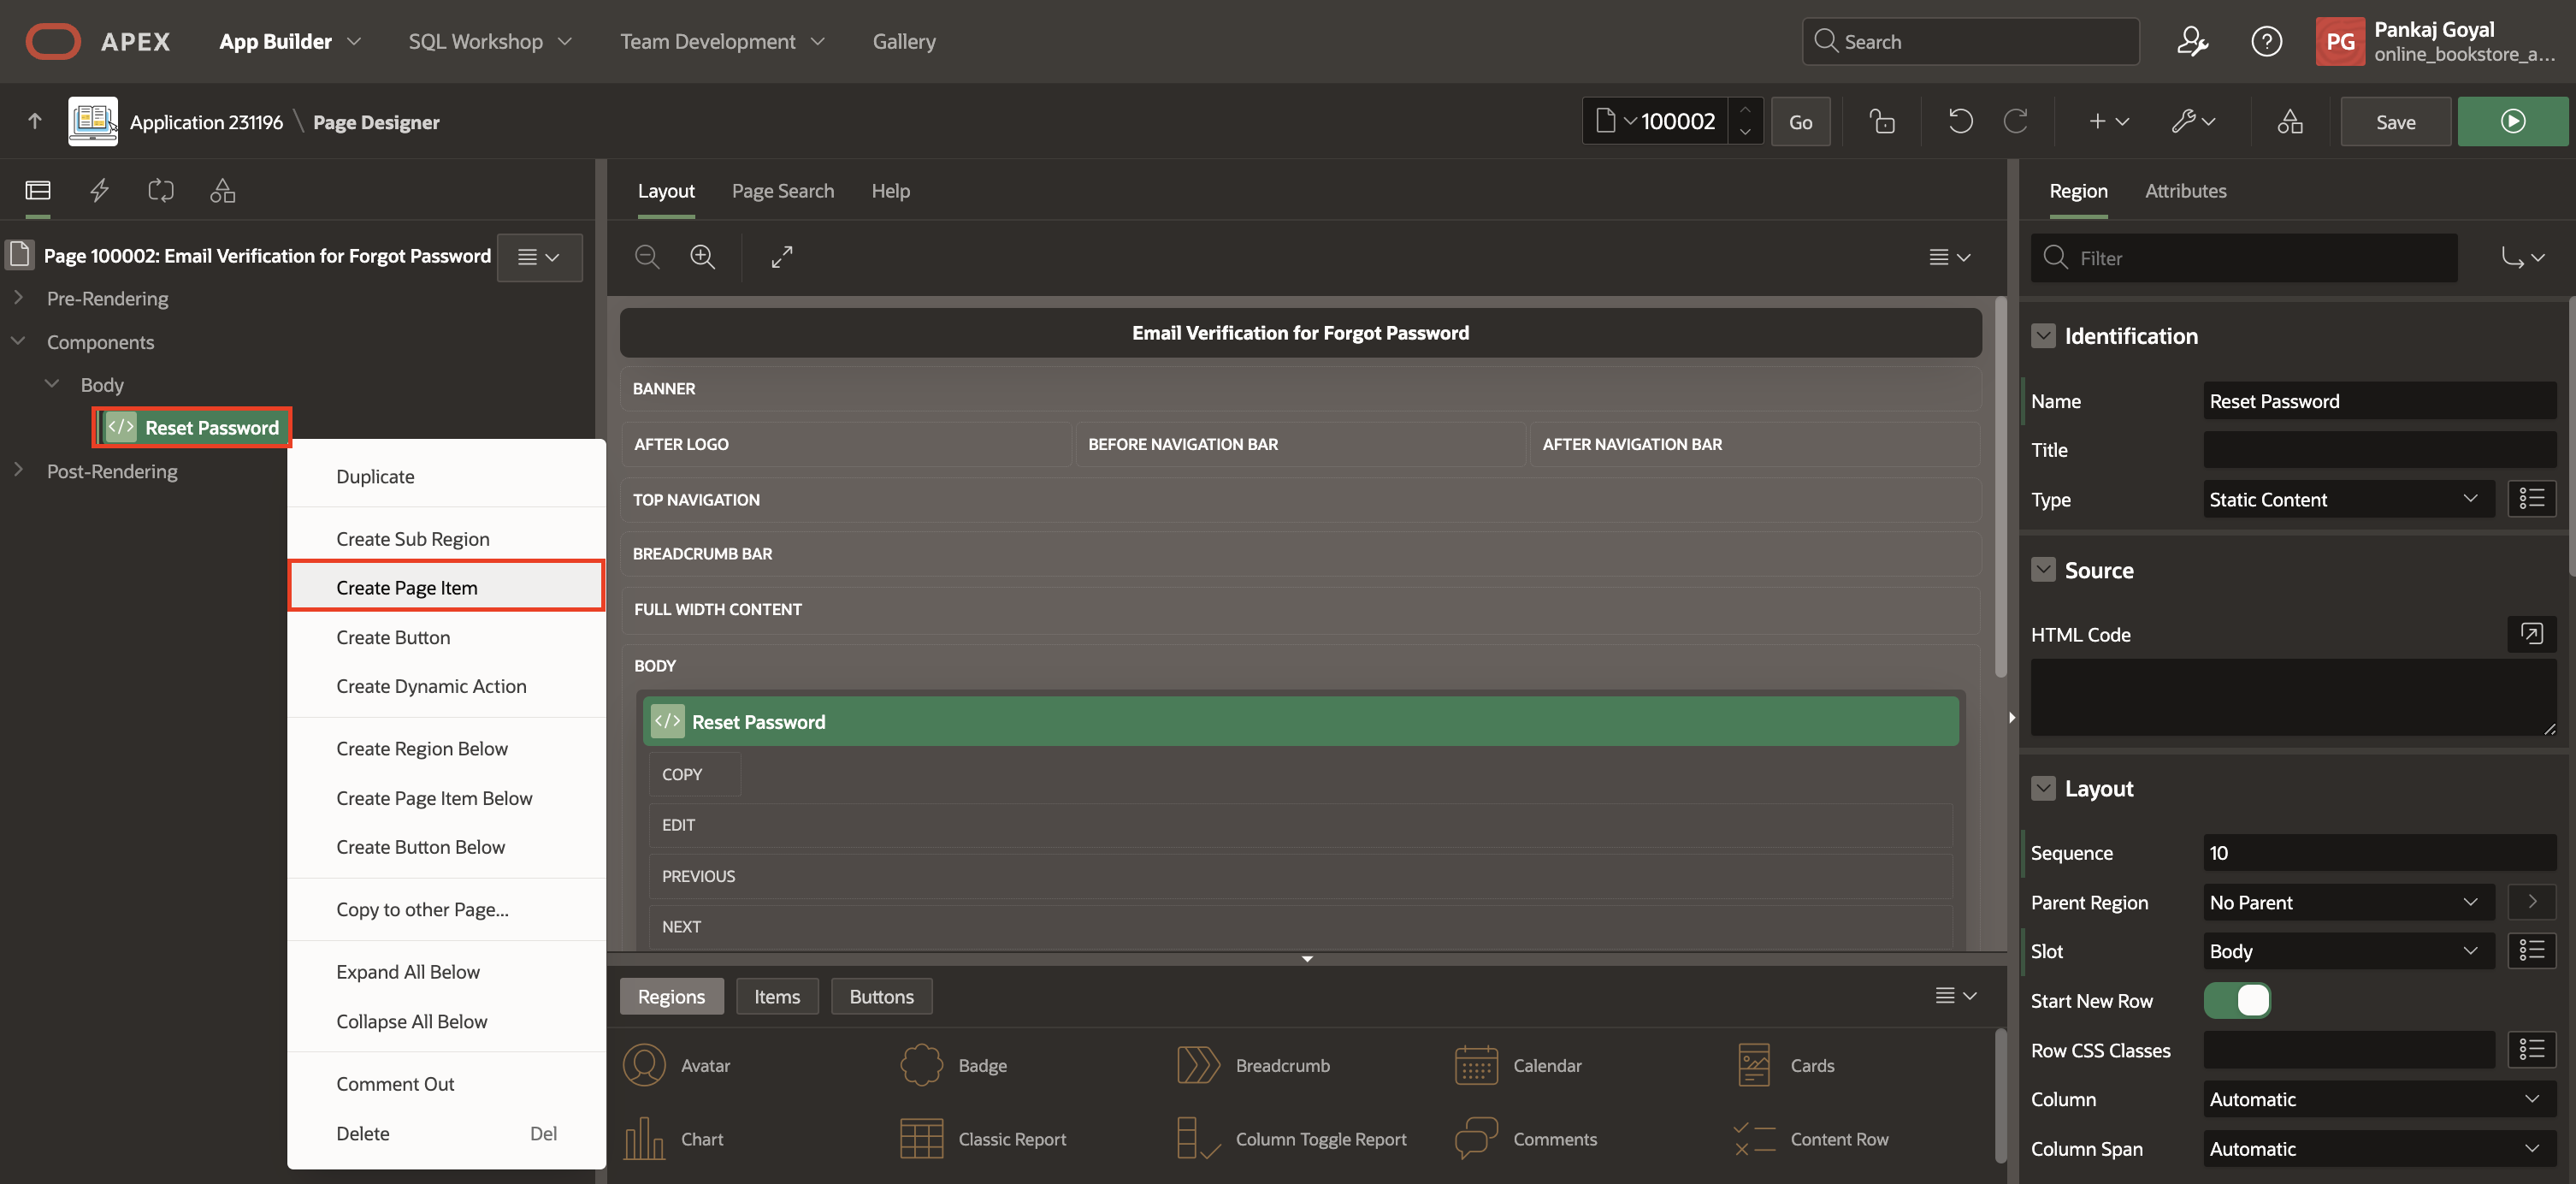 APEX
App Builder
SQL Workshop
Team Development
Gallery
Search
PG
Pankaj Goyal
online_bookstore_a...
Application 231196 \ Page Designer
100002
Go
Save
Page 100002: Email Verification for Forgot Password
Pre-Rendering
Components
Body
</> Reset Password
Post-Rendering
Duplicate
Create Sub Region
Create Page Item
Create Button
Create Dynamic Action
Create Region Below
Create Page Item Below
Create Button Below
Copy to other Page...
Expand All Below
Collapse All Below
Comment Out
Delete Del
Layout Page Search Help
Email Verification for Forgot Password
BANNER
AFTER LOGO BEFORE NAVIGATION BAR AFTER NAVIGATION BAR
TOP NAVIGATION
BREADCRUMB BAR
FULL WIDTH CONTENT
BODY
</> Reset Password
COPY
EDIT
PREVIOUS
NEXT
Regions Items Buttons
Avatar Badge Breadcrumb Calendar Cards
Chart Classic Report Column Toggle Report Comments Content Row
Region Attributes
Filter
Identification
Name Reset Password
Title
Type Static Content
Source
HTML Code
Layout
Sequence 10
Parent Region No Parent
Slot Body
Start New Row
Row CSS Classes
Column Automatic
Column Span Automatic